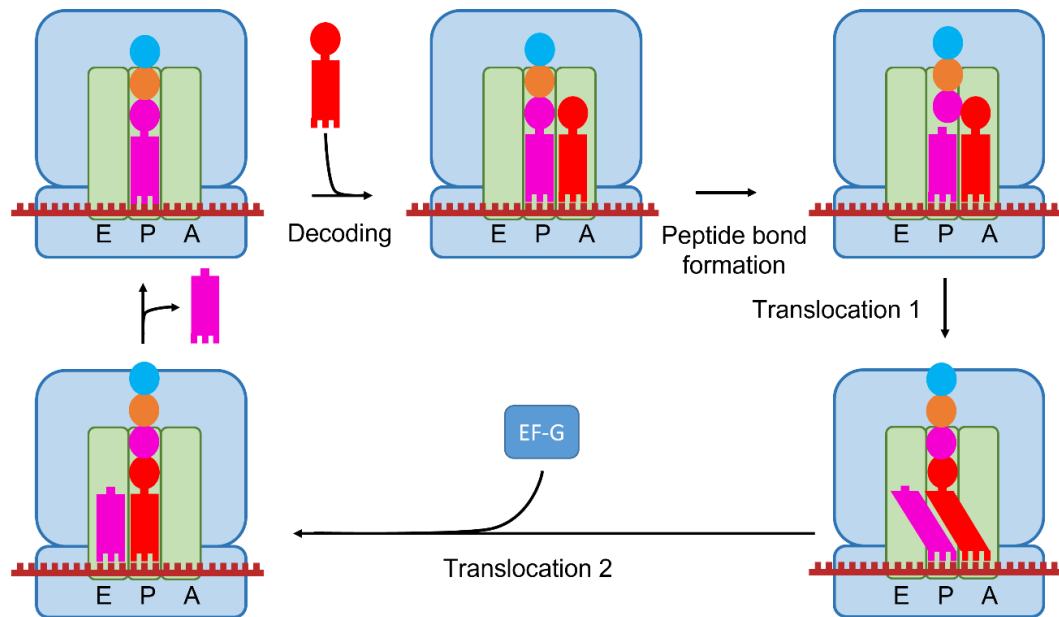 E P A
Decoding
E P A
Peptide bond
formation
E P A
Translocation 1
E P A
EF-G
Translocation 2
E P A